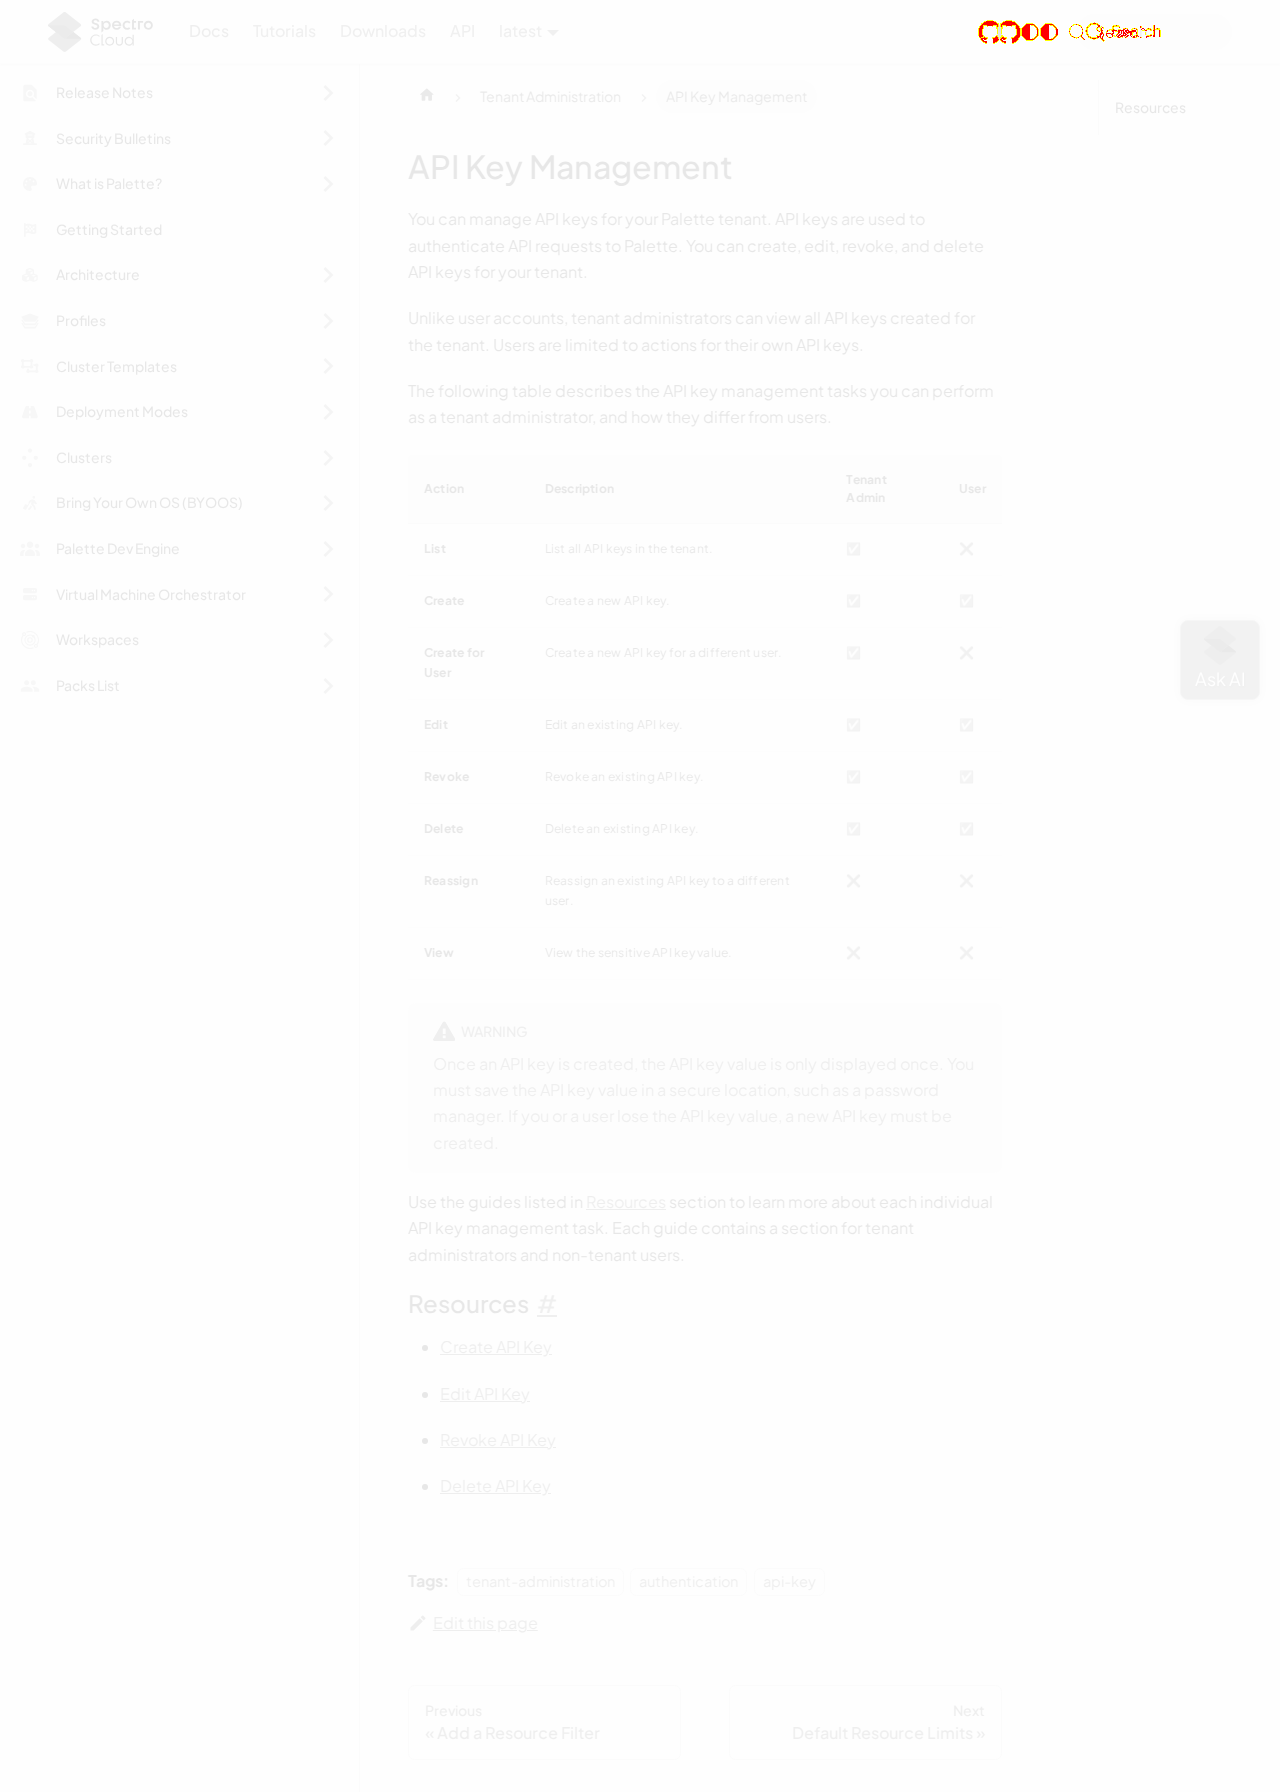 Spectro
Cloud
Docs
Tutorials
Downloads
API
latest
Release Notes
Security Bulletins
What is Palette?
Getting Started
Architecture
Profiles
Cluster Templates
Deployment Modes
Clusters
Bring Your Own OS (BYOOS)
Palette Dev Engine
Virtual Machine Orchestrator
Workspaces
Packs List
Tenant Administration
API Key Management
API Key Management
You can manage API keys for your Palette tenant. API keys are used to
authenticate API requests to Palette. You can create, edit, revoke, and delete
API keys for your tenant.
Unlike user accounts, tenant administrators can view all API keys created for
the tenant. Users are limited to actions for their own API keys.
The following table describes the API key management tasks you can perform
as a tenant administrator, and how they differ from users.
Action Description Tenant Admin User
List List all API keys in the tenant. ✅ ❌
Create Create a new API key. ✅ ✅
Create for User Create a new API key for a different user. ✅ ❌
Edit Edit an existing API key. ✅ ✅
Revoke Revoke an existing API key. ✅ ✅
Delete Delete an existing API key. ✅ ✅
Reassign Reassign an existing API key to a different user. ❌ ❌
View View the sensitive API key value. ❌ ❌
WARNING
Once an API key is created, the API key value is only displayed once. You
must save the API key value in a secure location, such as a password
manager. If you or a user lose the API key value, a new API key must be
created.
Use the guides listed in Resources section to learn more about each individual
API key management task. Each guide contains a section for tenant
administrators and non-tenant users.
Resources #
Create API Key
Edit API Key
Revoke API Key
Delete API Key
Tags: tenant-administration authentication api-key
Edit this page
Previous
« Add a Resource Filter
Next
Default Resource Limits »
Resources
Ask AI